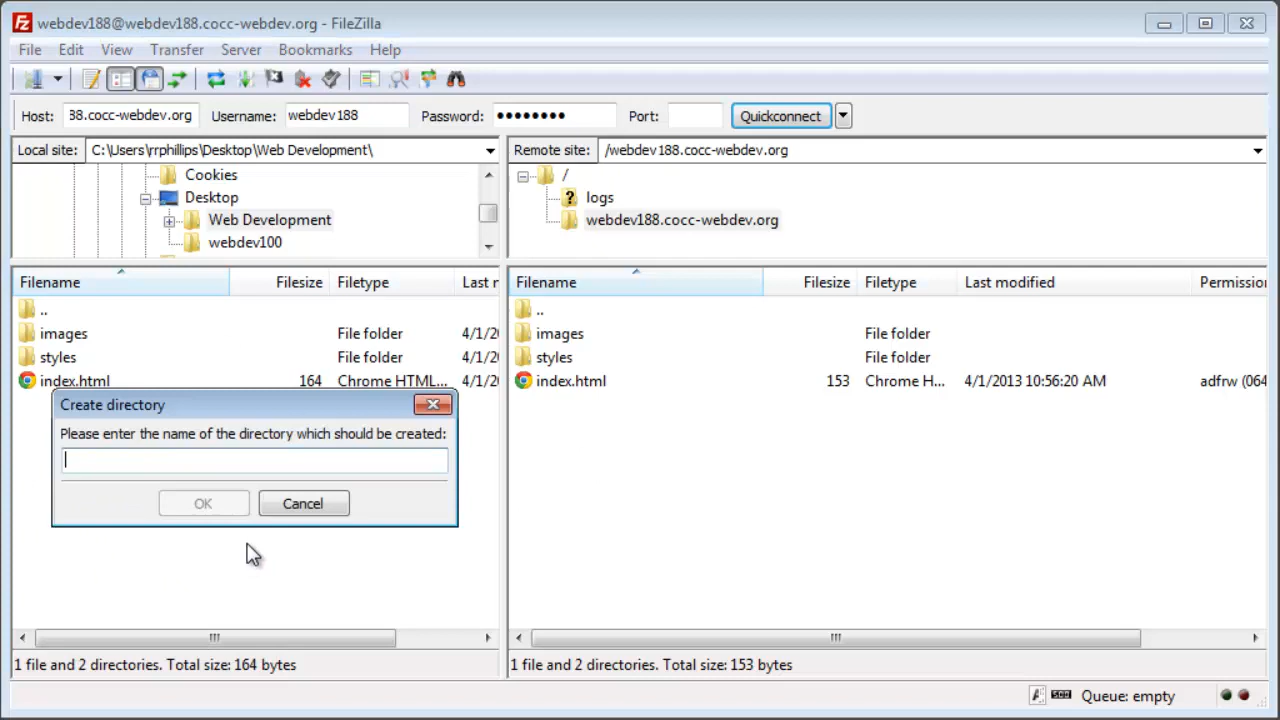 webdev188@webdev188.cocc-webdev.org - FileZilla
File Edit View Transfer Server Bookmarks Help
Host: 38.cocc-webdev.org Username: webdev188 Password: ●●●●●●●● Port: Quickconnect
Local site: C:\Users\rrphillips\Desktop\Web Development\
Remote site: /webdev188.cocc-webdev.org
Cookies
Desktop
Web Development
webdev100
/
? logs
webdev188.cocc-webdev.org
Filename Filesize Filetype Last r
..
images File folder 4/1/20
styles File folder 4/1/20
index.html 164 Chrome HTML... 4/1/20
Filename Filesize Filetype Last modified Permission
..
images File folder
styles File folder
index.html 153 Chrome H... 4/1/2013 10:56:20 AM adfrw (064
Create directory
Please enter the name of the directory which should be created:
OK Cancel
1 file and 2 directories. Total size: 164 bytes
1 file and 2 directories. Total size: 153 bytes
Queue: empty